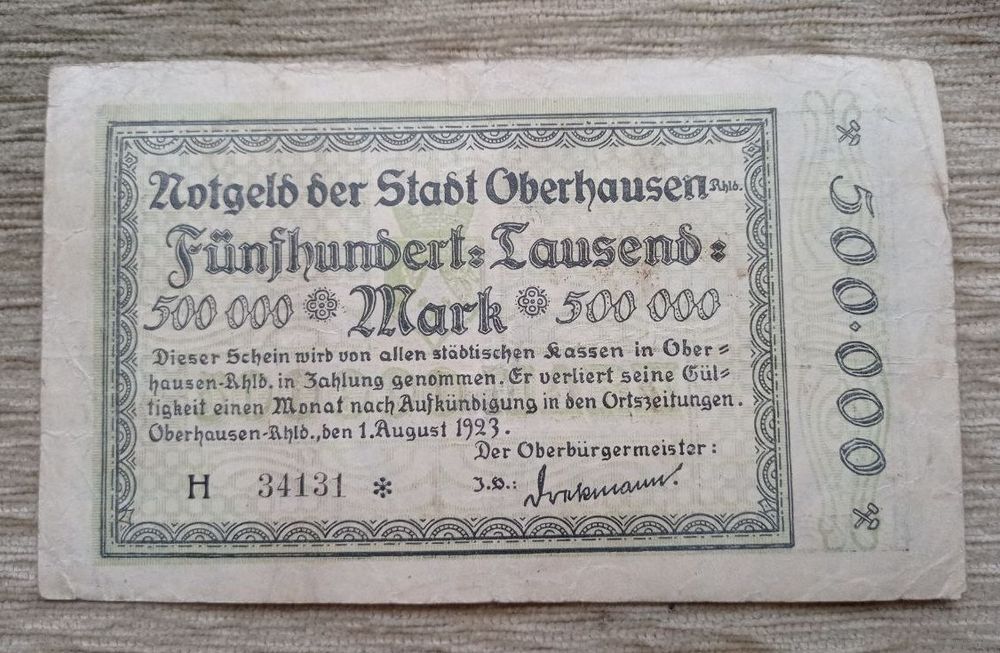 Notgeld der Stadt Oberhausen Rhld.
Fünfhundert=Tausend=
500 000 Mark 500 000
Dieser Schein wird von allen städtischen Kassen in Ober=
hausen-Rhld. in Zahlung genommen. Er verliert seine Gül=
tigkeit einen Monat nach Aufkündigung in den Ortszeitungen.
Oberhausen-Rhld., den 1. August 1923.
Der Oberbürgermeister:
H 34131 *
J.V.:
500.000